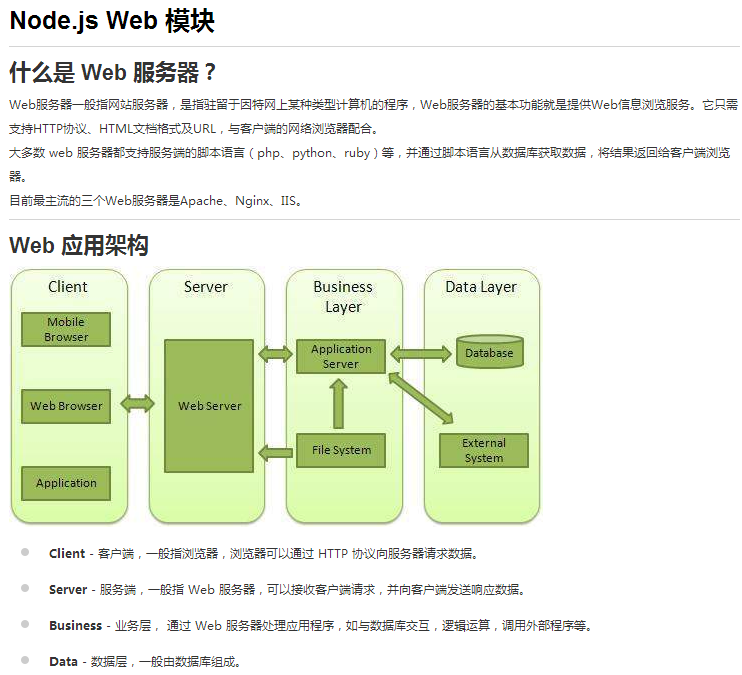 Node.js Web 模块
什么是 Web 服务器？
Web服务器一般指网站服务器，是指驻留于因特网上某种类型计算机的程序，Web服务器的基本功能就是提供Web信息浏览服务。它只需
支持HTTP协议、HTML文档格式及URL，与客户端的网络浏览器配合。
大多数 web 服务器都支持服务端的脚本语言（php、python、ruby）等，并通过脚本语言从数据库获取数据，将结果返回给客户端浏览
器。
目前最主流的三个Web服务器是Apache、Nginx、IIS。
Web 应用架构
Client
Mobile
Browser
Web Browser
Application
Server
Web Server
Business
Layer
Application
Server
File System
Data Layer
Database
External
System
Client - 客户端，一般指浏览器，浏览器可以通过 HTTP 协议向服务器请求数据。
Server - 服务端，一般指 Web 服务器，可以接收客户端请求，并向客户端发送响应数据。
Business - 业务层， 通过 Web 服务器处理应用程序，如与数据库交互，逻辑运算，调用外部程序等。
Data - 数据层，一般由数据库组成。